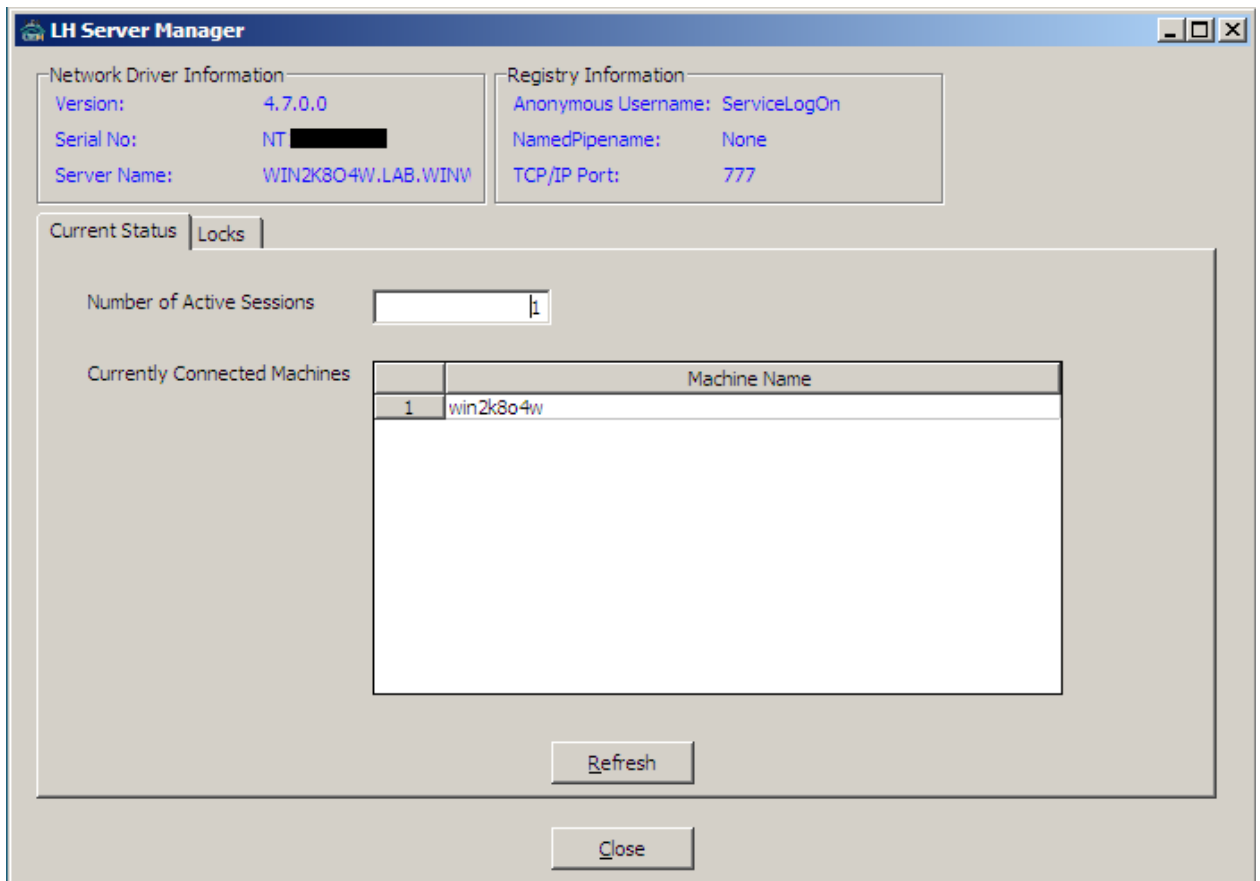 LH Server Manager
Network Driver Information
Version: 4.7.0.0
Serial No: NT
Server Name: WIN2K8O4W.LAB.WINW
Registry Information
Anonymous Username: ServiceLogOn
NamedPipename: None
TCP/IP Port: 777
Current Status Locks
Number of Active Sessions 1
Currently Connected Machines
Machine Name
1 win2k8o4w
Refresh
Close